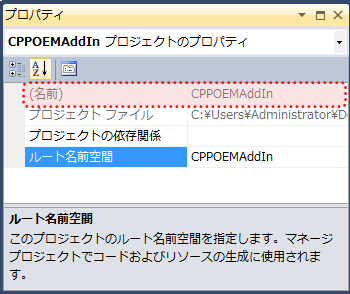 プロパティ
CPPOEMAddIn プロジェクトのプロパティ
(名前) CPPOEMAddIn
プロジェクト ファイル C:¥Users¥Administrator¥D
プロジェクトの依存関係
ルート名前空間 CPPOEMAddIn
ルート名前空間
このプロジェクトのルート名前空間を指定します。マネージ
プロジェクトでコードおよびリソースの生成に使用されま
す。